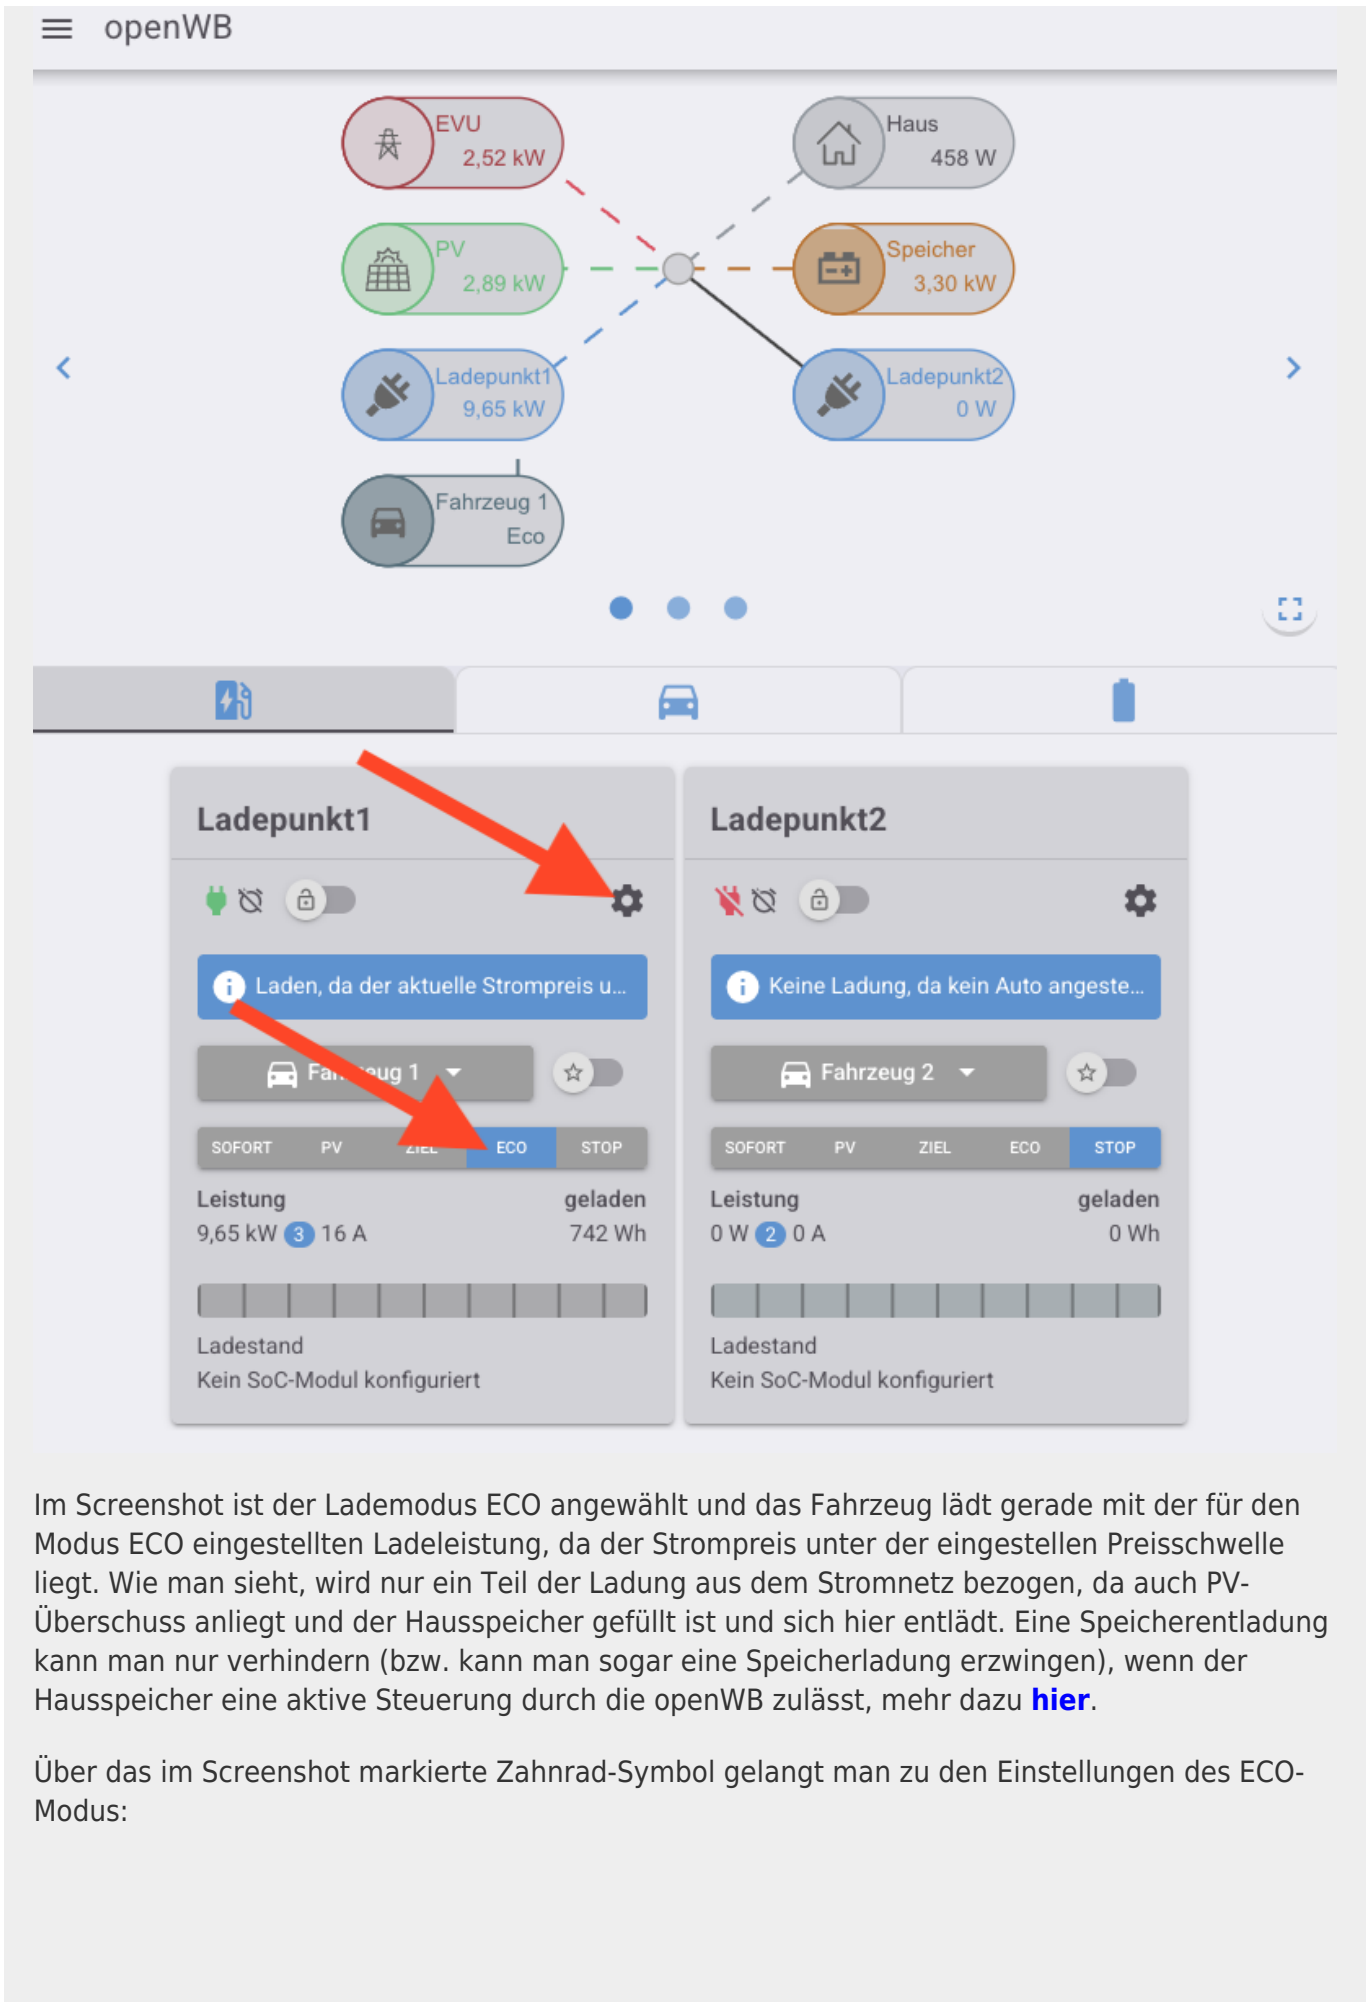 openWB
EVU
2,52 kW
Haus
458 W
PV
2,89 kW
Speicher
3,30 kW
Ladepunkt1
9,65 kW
Ladepunkt2
0 W
Fahrzeug 1
Eco
Ladepunkt1
Laden, da der aktuelle Strompreis u...
Fahrzeug 1
SOFORT PV ZIEL ECO STOP
Leistung geladen
9,65 kW 3 16 A 742 Wh
Ladestand
Kein SoC-Modul konfiguriert
Ladepunkt2
Keine Ladung, da kein Auto angeste...
Fahrzeug 2
SOFORT PV ZIEL ECO STOP
Leistung geladen
0 W 2 0 A 0 Wh
Ladestand
Kein SoC-Modul konfiguriert
Im Screenshot ist der Lademodus ECO angewählt und das Fahrzeug lädt gerade mit der für den
Modus ECO eingestellten Ladeleistung, da der Strompreis unter der eingestellen Preisschwelle
liegt. Wie man sieht, wird nur ein Teil der Ladung aus dem Stromnetz bezogen, da auch PV-
Überschuss anliegt und der Hausspeicher gefüllt ist und sich hier entlädt. Eine Speicherentladung
kann man nur verhindern (bzw. kann man sogar eine Speicherladung erzwingen), wenn der
Hausspeicher eine aktive Steuerung durch die openWB zulässt, mehr dazu hier.
Über das im Screenshot markierte Zahnrad-Symbol gelangt man zu den Einstellungen des ECO-
Modus: